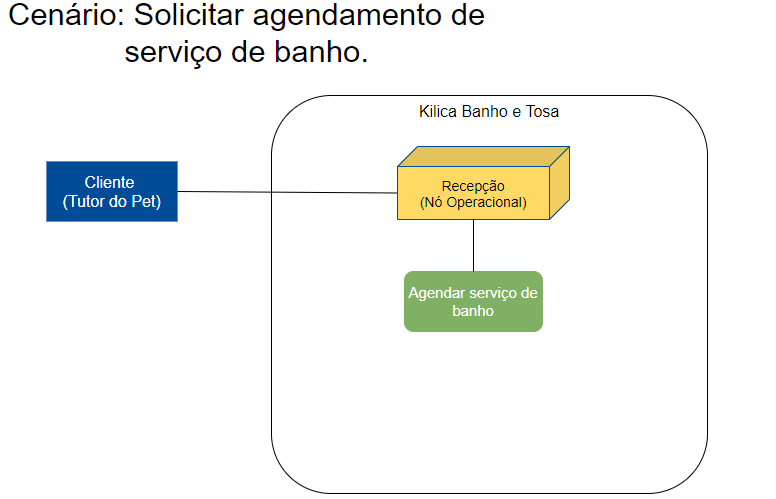 Cenário: Solicitar agendamento de
serviço de banho.
Kilica Banho e Tosa
Cliente
(Tutor do Pet)
Recepção
(Nó Operacional)
Agendar serviço de
banho